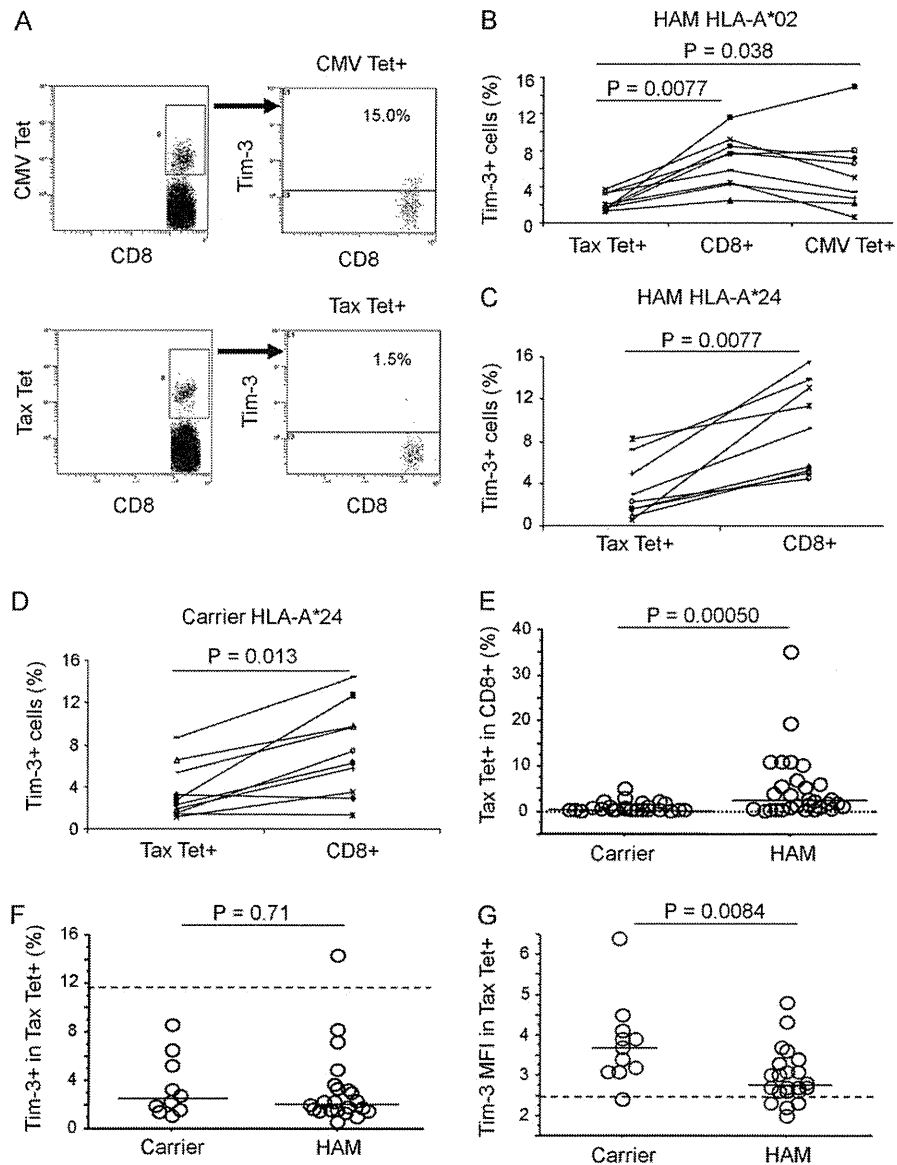 A
CMV Tet+
15.0%
CMV Tet
Tim-3
CD8
CD8
Tax Tet+
1.5%
Tax Tet
Tim-3
CD8
CD8
B
HAM HLA-A*02
P = 0.038
P = 0.0077
16
12
8
4
0
Tim-3+ cells (%)
Tax Tet+ CD8+ CMV Tet+
C
HAM HLA-A*24
P = 0.0077
16
12
8
4
0
Tim-3+ cells (%)
Tax Tet+ CD8+
D
Carrier HLA-A*24
P = 0.013
16
12
8
4
0
Tim-3+ cells (%)
Tax Tet+ CD8+
E
P = 0.00050
40
30
20
10
0
Tax Tet+ in CD8+ (%)
Carrier HAM
F
P = 0.71
16
12
8
4
0
Tim-3+ in Tax Tet+ (%)
Carrier HAM
G
P = 0.0084
6
5
4
3
2
Tim-3 MFI in Tax Tet+
Carrier HAM